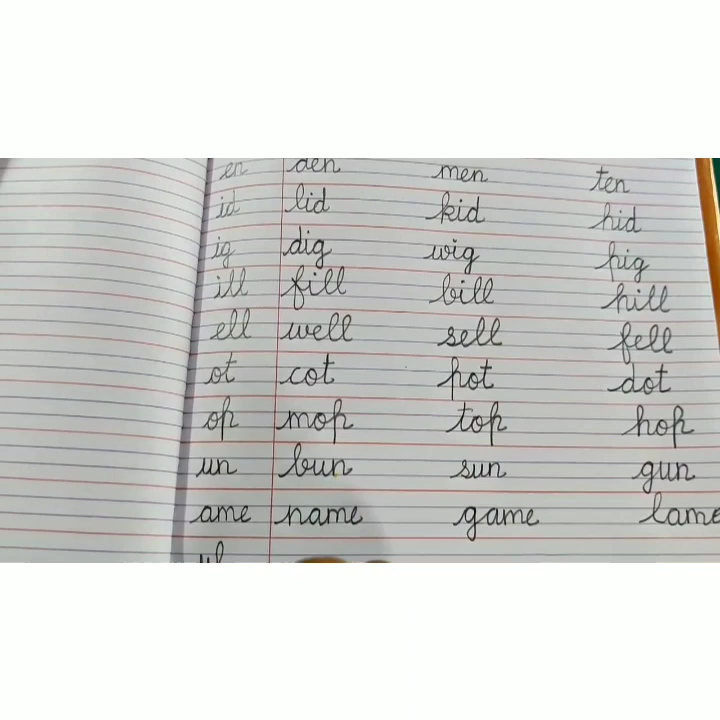 en den men ten
id lid kid hid
ig dig wig pig
ill fill bill hill
ell well sell fell
ot cot pot dot
op mop top hop
un bun sun gun
ame name game lame